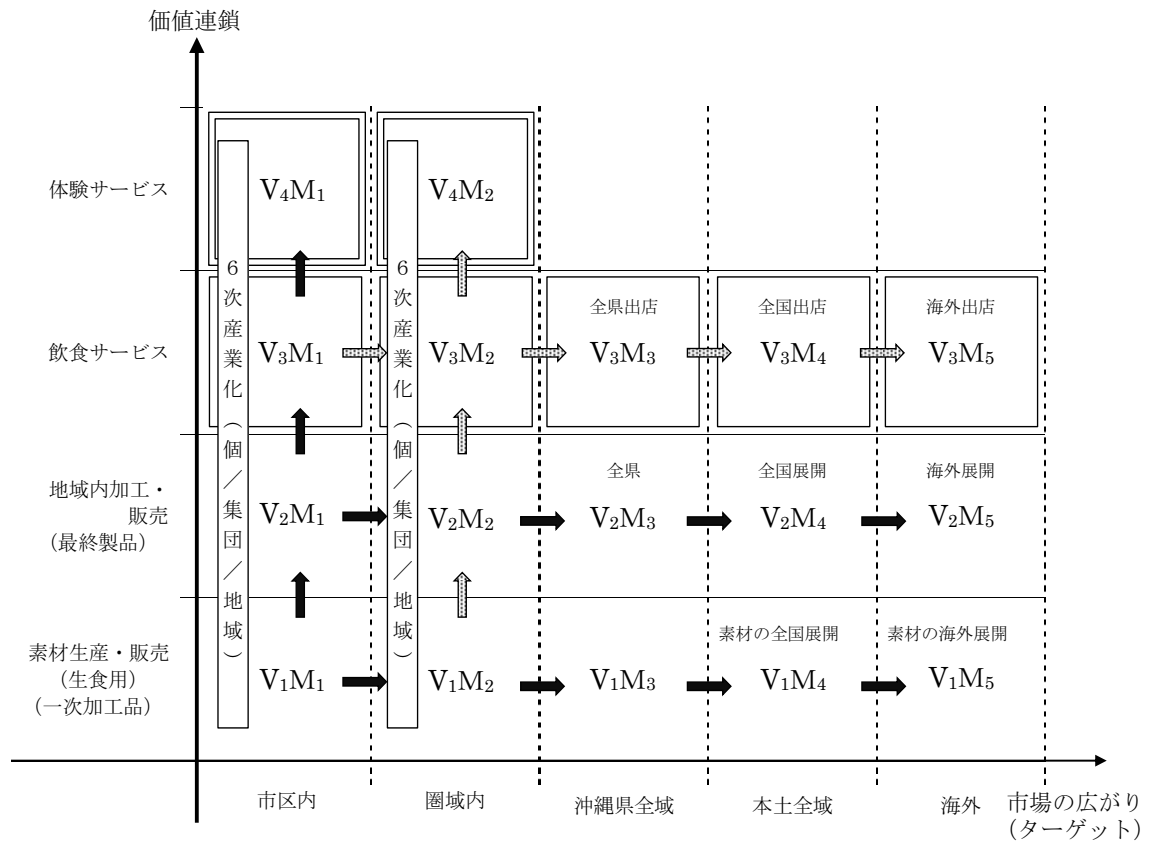 価値連鎖
体験サービス
V₄M₁
V₄M₂
6次産業化（個／集団／地域）
6次産業化（個／集団／地域）
全県出店
全国出店
海外出店
飲食サービス
V₃M₁
V₃M₂
V₃M₃
V₃M₄
V₃M₅
全県
全国展開
海外展開
地域内加工・
販売
（最終製品）
V₂M₁
V₂M₂
V₂M₃
V₂M₄
V₂M₅
素材の全国展開
素材の海外展開
素材生産・販売
（生食用）
（一次加工品）
V₁M₁
V₁M₂
V₁M₃
V₁M₄
V₁M₅
市区内
圏域内
沖縄県全域
本土全域
海外
市場の広がり
（ターゲット）